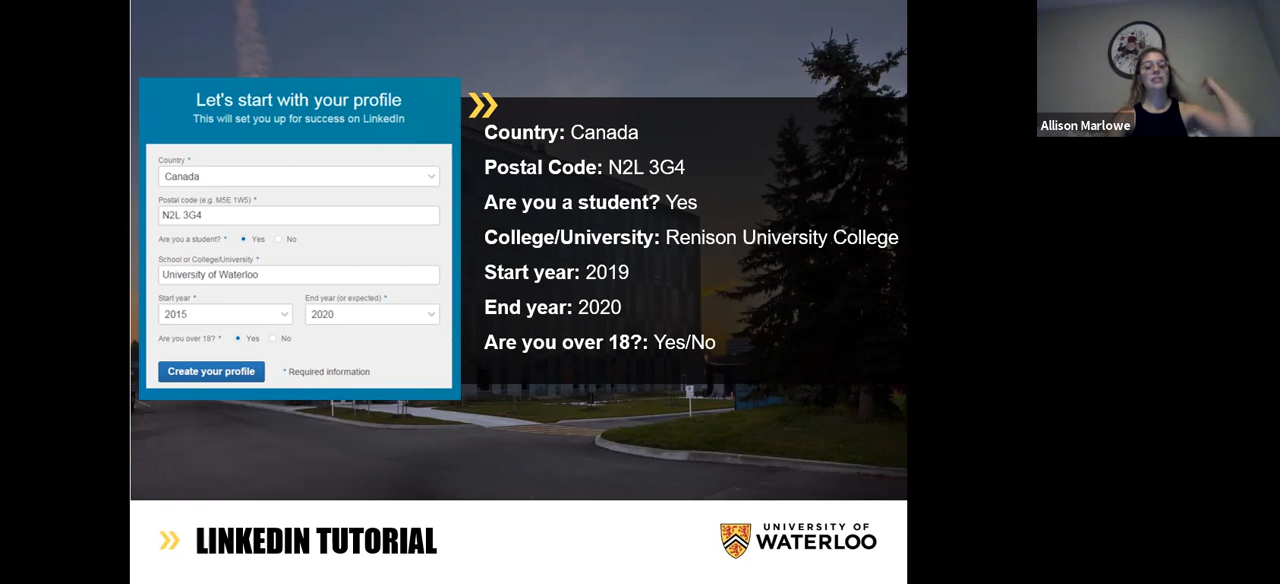 Let's start with your profile
This will set you up for success on LinkedIn
Country *
Canada
Postal code (e.g. M5E 1W5) *
N2L 3G4
Are you a student? * Yes No
School or College/University *
University of Waterloo
Start year * End year (or expected) *
2015 2020
Are you over 18? * Yes No
Create your profile * Required information
Country: Canada
Postal Code: N2L 3G4
Are you a student? Yes
College/University: Renison University College
Start year: 2019
End year: 2020
Are you over 18?: Yes/No
LINKEDIN TUTORIAL
UNIVERSITY OF
WATERLOO
Allison Marlowe